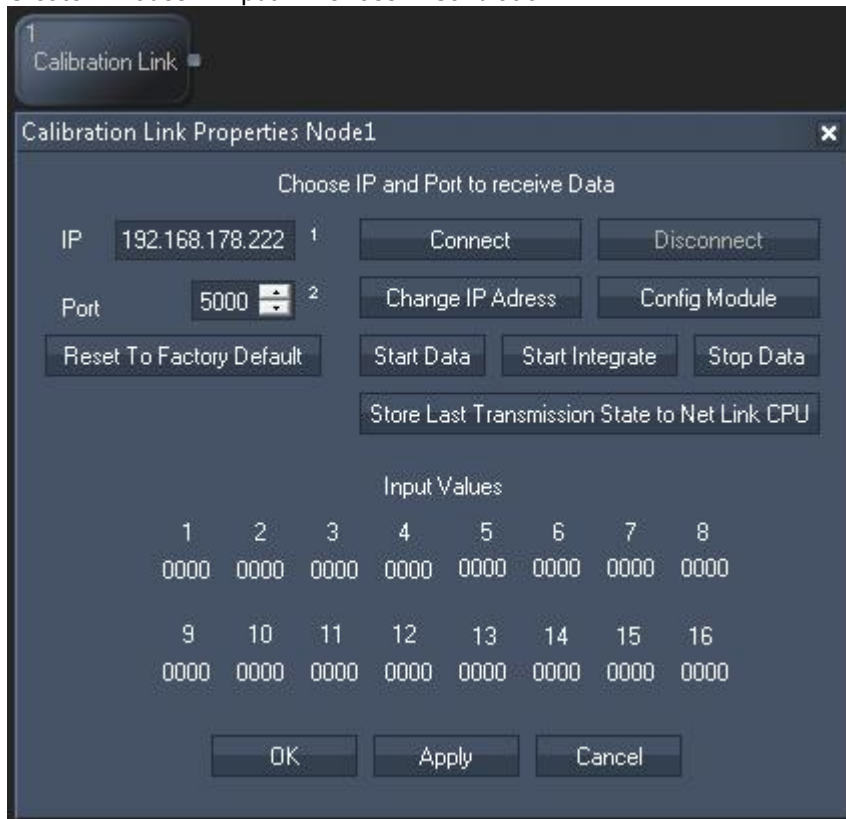 1
Calibration Link
Calibration Link Properties Node1
Choose IP and Port to receive Data
IP 192.168.178.222 1 Connect Disconnect
Port 5000 2 Change IP Adress Config Module
Reset To Factory Default Start Data Start Integrate Stop Data
Store Last Transmission State to Net Link CPU
Input Values
1 2 3 4 5 6 7 8
0000 0000 0000 0000 0000 0000 0000 0000
9 10 11 12 13 14 15 16
0000 0000 0000 0000 0000 0000 0000 0000
OK Apply Cancel